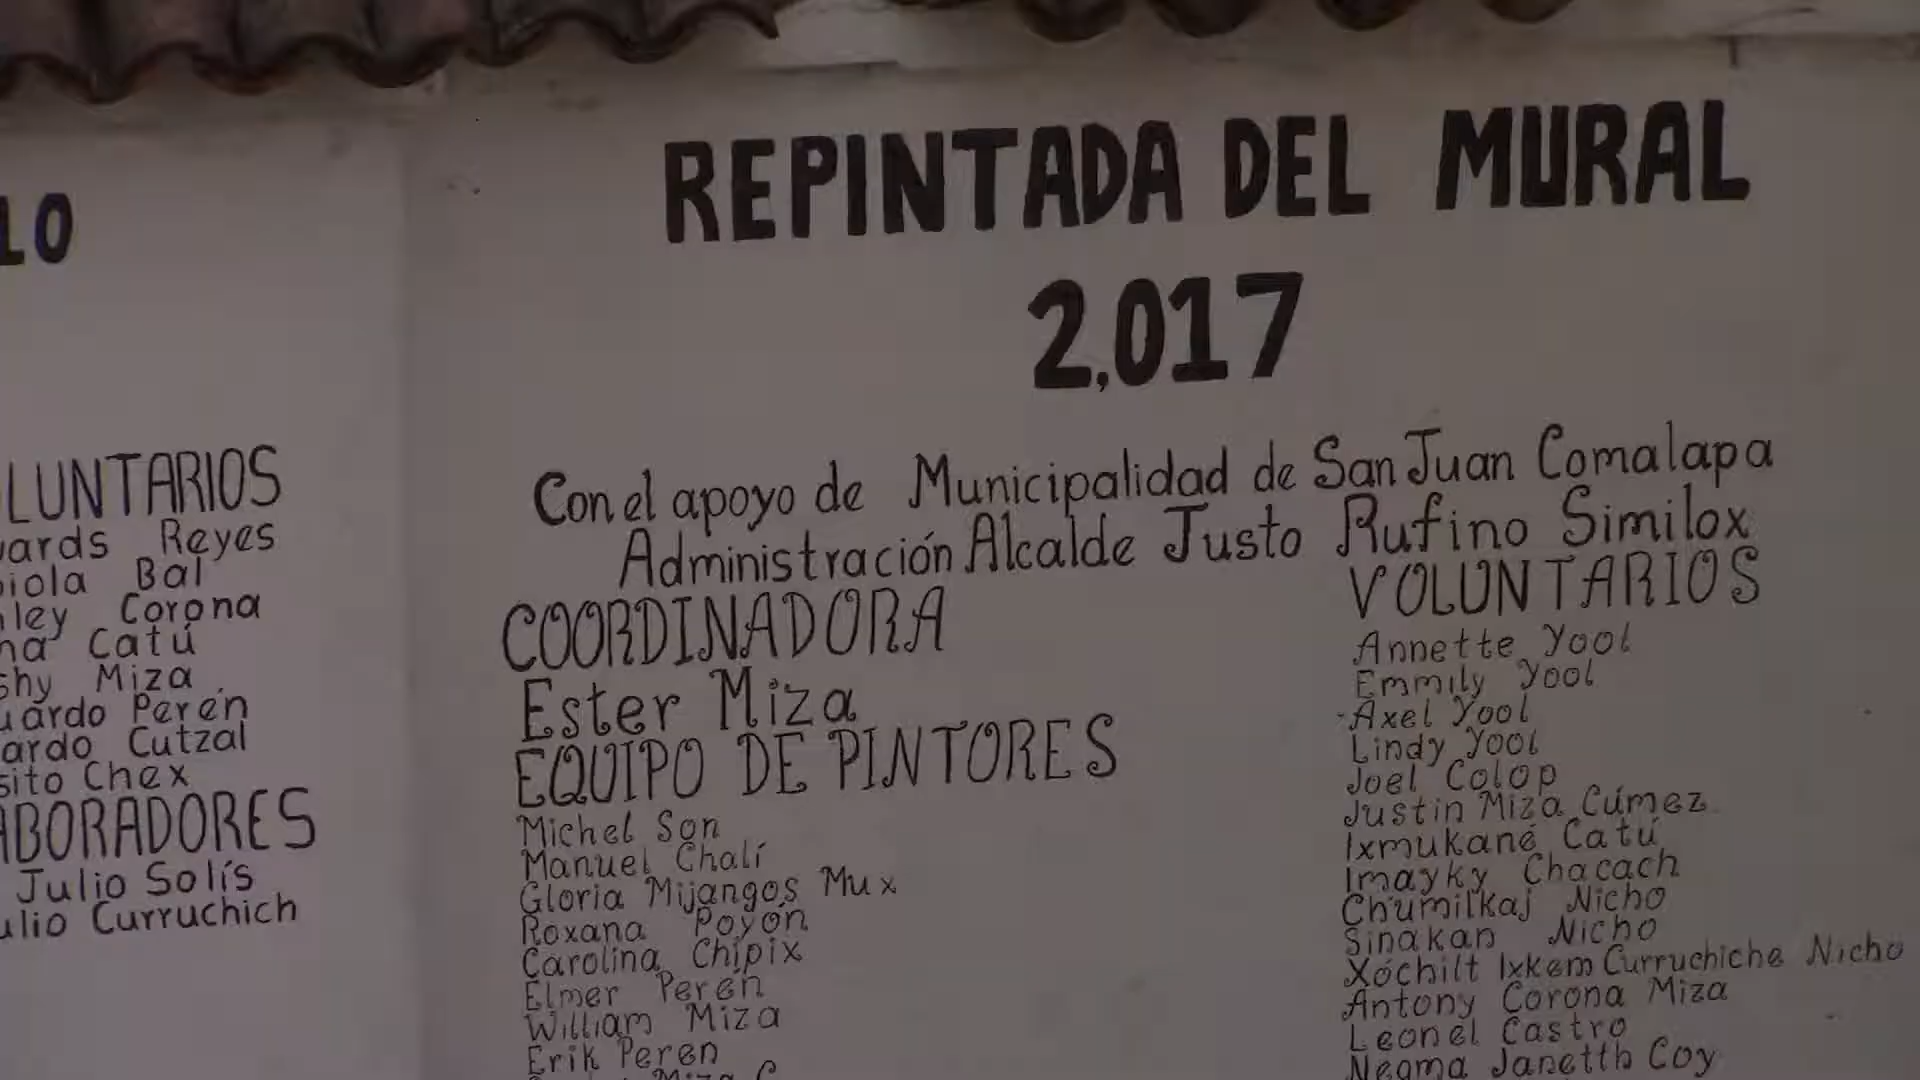 LO
LUNTARIOS
Reyes
Bal
Corona
Catú
Miza
Perén
Cutzal
Chex
ABORADORES
Julio Solís
Curruchich
REPINTADA DEL MURAL
2,017
Con el apoyo de Municipalidad de San Juan Comalapa
Administración Alcalde Justo Rufino Similox
COORDINADORA
Ester Miza
EQUIPO DE PINTORES
Michel Son
Manuel Chalí
Gloria Mijangos Mux
Roxana Poyón
Carolina Chipix
Elmer Perén
William Miza
Erik Peren
VOLUNTARIOS
Annette Yool
Emmily Yool
Axel Yool
Lindy Yool
Joel Colop
Justin Miza Cúmez
Ixmukané Catú
Imayky Chacach
Chumilkaj Nicho
Sinakan Nicho
Xóchilt Ixkem Curruchiche Nicho
Antony Corona Miza
Leonel Castro
Negma Janetth Coy